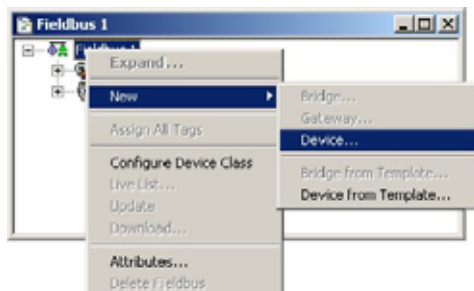 Fieldbus 1
Fieldbus 1
Expand...
New
Assign All Tags
Configure Device Class
Live List...
Update
Download...
Attributes...
Delete Fieldbus
Bridge...
Gateway...
Device...
Bridge from Template...
Device from Template...